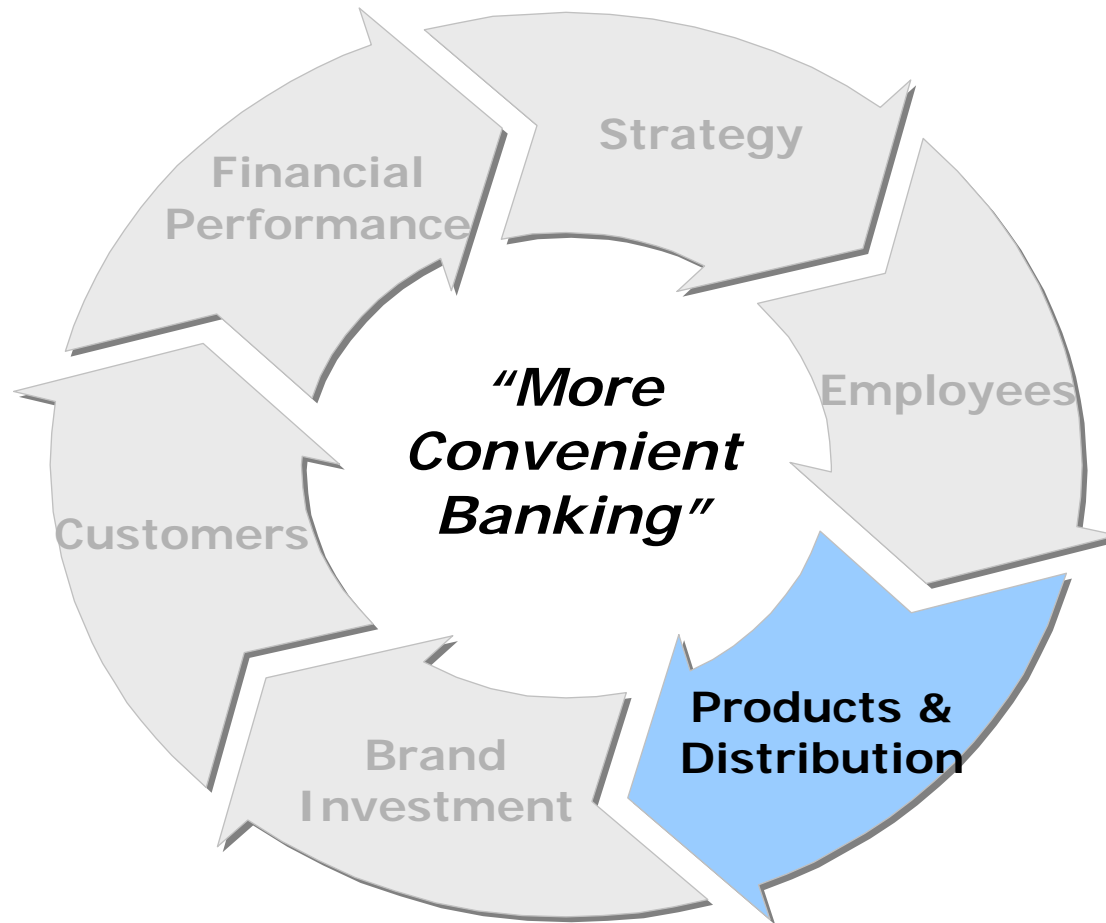 Strategy
Financial
Performance
Employees
“More
Convenient
Banking”
Customers
Products &
Distribution
Brand
Investment